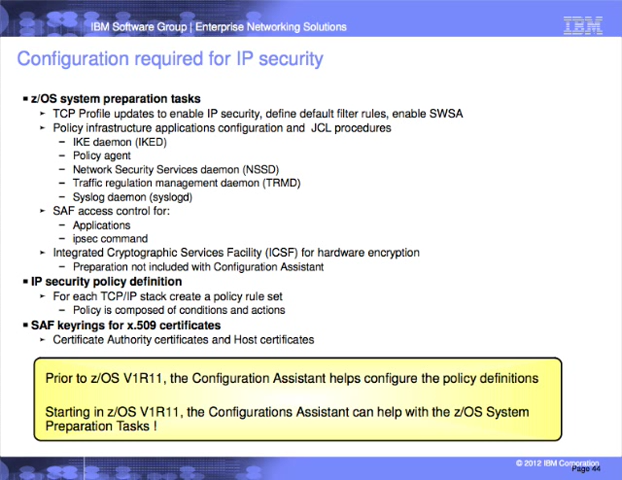 IBM Software Group | Enterprise Networking Solutions
IBM
Configuration required for IP security
▪ z/OS system preparation tasks
► TCP Profile updates to enable IP security, define default filter rules, enable SWSA
► Policy infrastructure applications configuration and JCL procedures
– IKE daemon (IKED)
– Policy agent
– Network Security Services daemon (NSSD)
– Traffic regulation management daemon (TRMD)
– Syslog daemon (syslogd)
► SAF access control for:
– Applications
– ipsec command
► Integrated Cryptographic Services Facility (ICSF) for hardware encryption
– Preparation not included with Configuration Assistant
▪ IP security policy definition
► For each TCP/IP stack create a policy rule set
– Policy is composed of conditions and actions
▪ SAF keyrings for x.509 certificates
► Certificate Authority certificates and Host certificates
Prior to z/OS V1R11, the Configuration Assistant helps configure the policy definitions
Starting in z/OS V1R11, the Configurations Assistant can help with the z/OS System
Preparation Tasks !
© 2012 IBM Corporation
Page 44